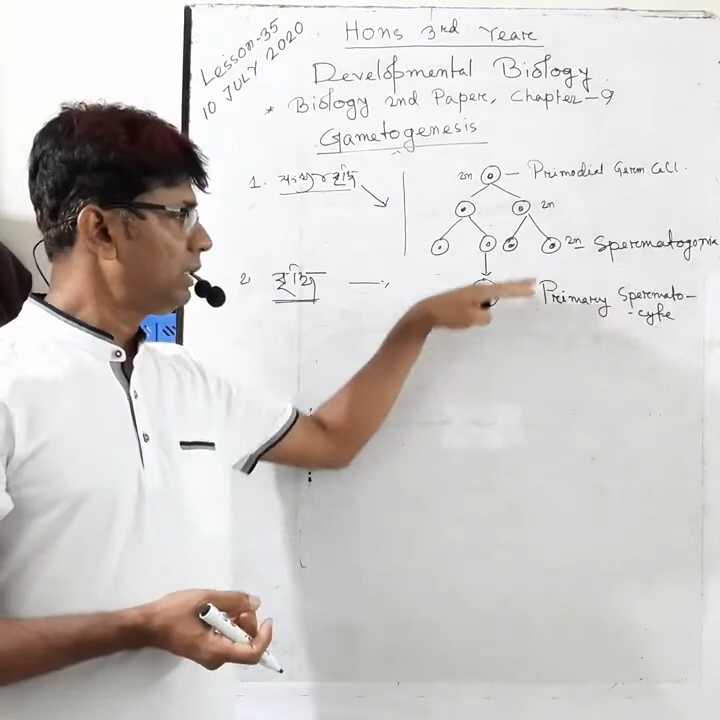 Lesson-35
10 JULY 2020
Hons 3rd Yeare
Developmental Biology
* Biology 2nd Paper, Chapter-9
Gametogenesis
1. সংখ্যাবৃদ্ধি
2n — Primodial Germ Cell.
2n
2n Spermatogonia
2. বৃদ্ধি
Primary Spermato-
-cyte